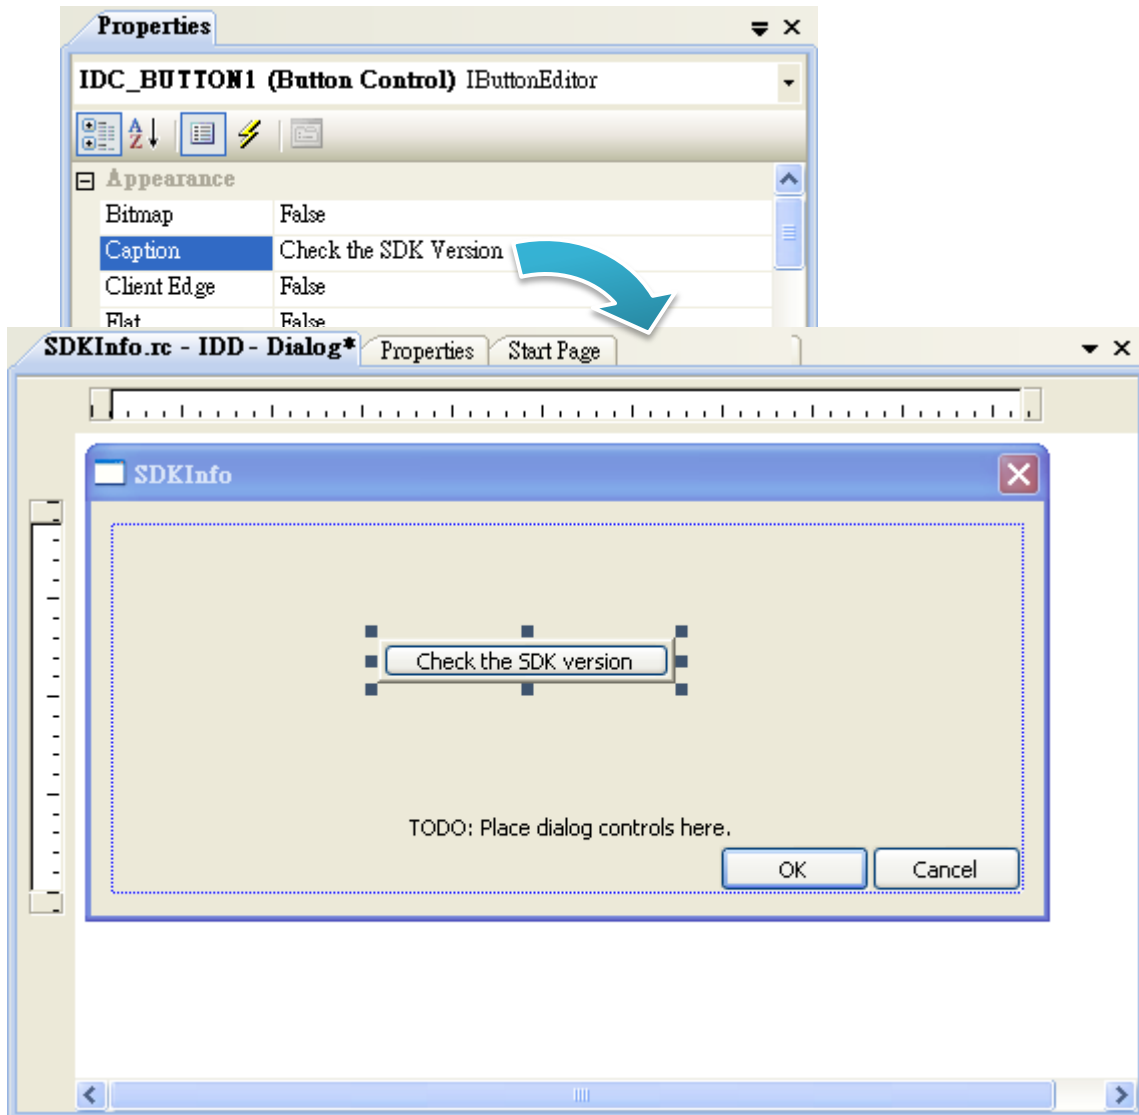 Properties
IDC_BUTTON1 (Button Control) IButtonEditor
Appearance
Bitmap False
Caption Check the SDK Version
Client Edge False
Flat False
SDKInfo.rc - IDD - Dialog* Properties Start Page
SDKInfo
Check the SDK version
TODO: Place dialog controls here.
OK Cancel